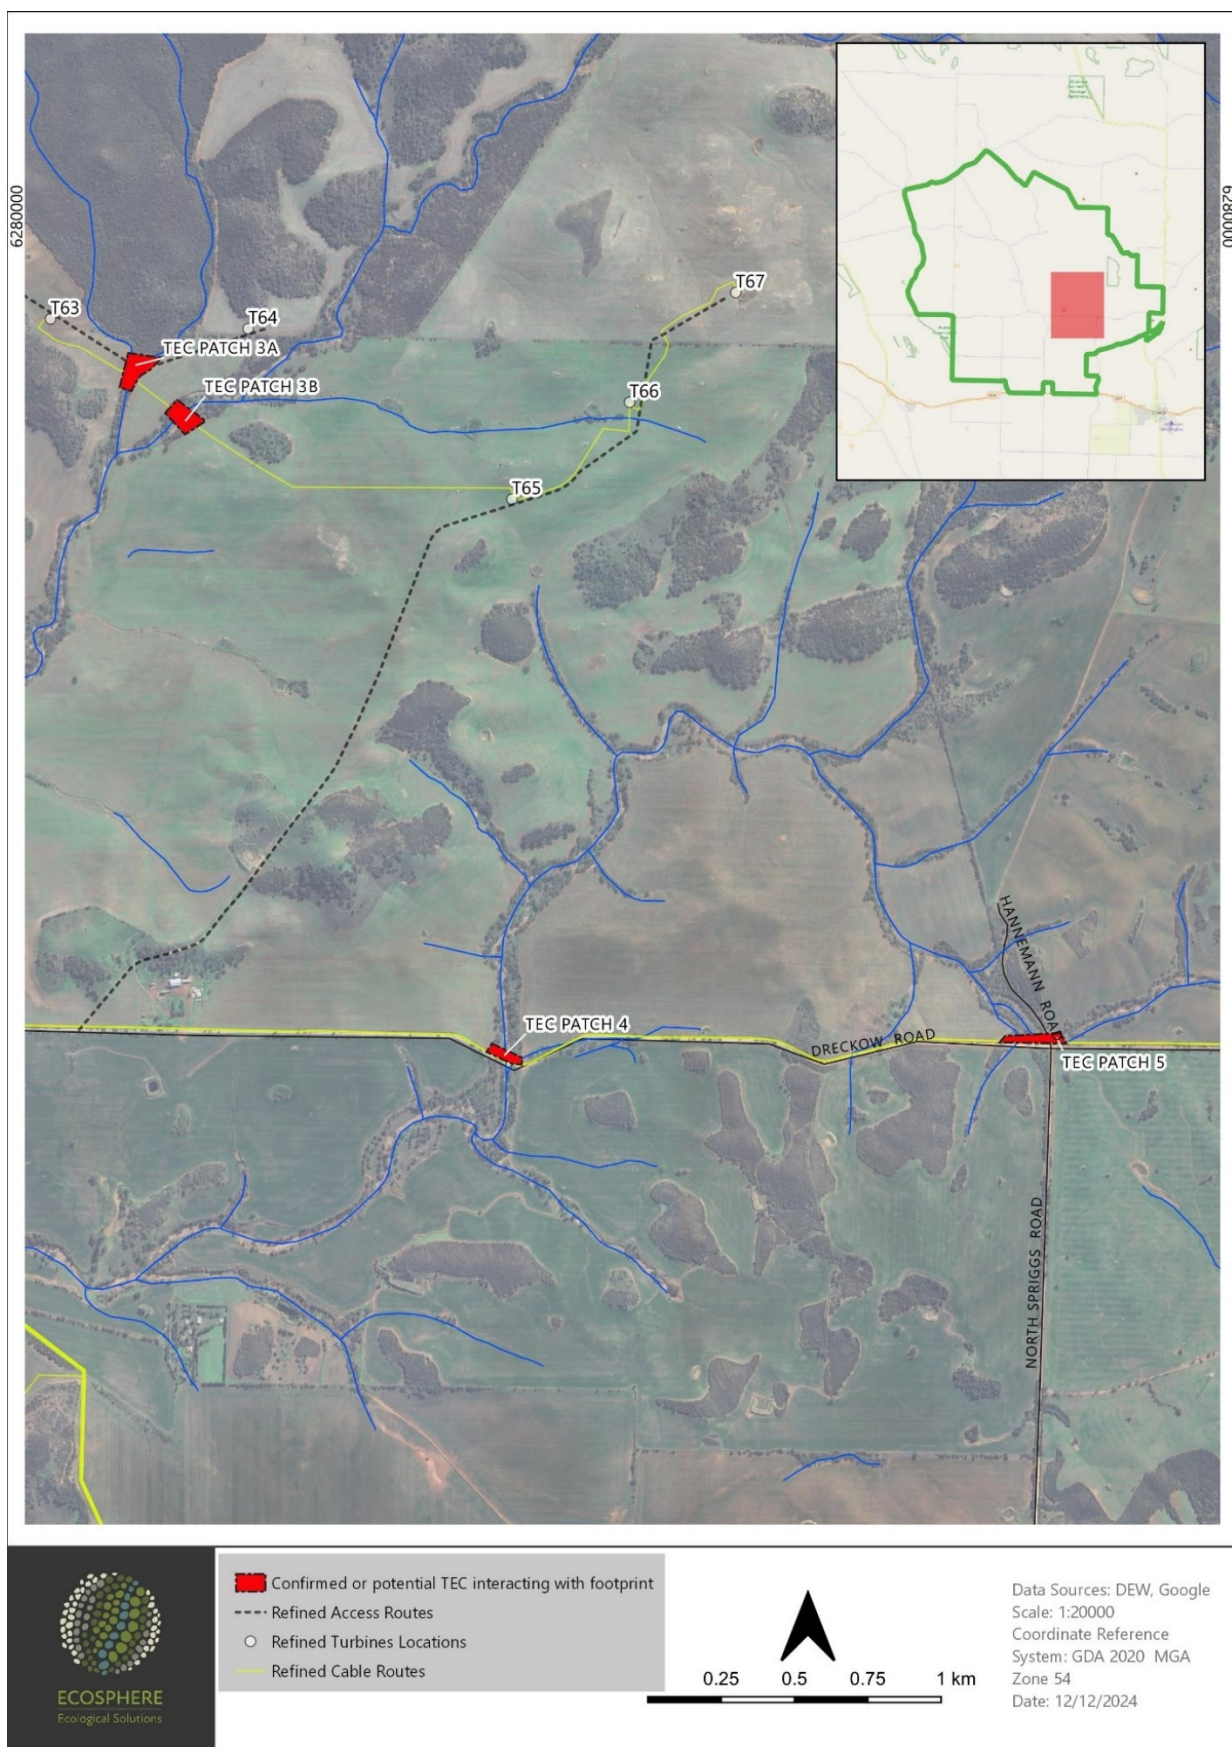 6280000
6280000
T63
T64
T67
TEC PATCH 3A
TEC PATCH 3B
T66
T65
HANNEMANN ROAD
TEC PATCH 4
DRECKOW ROAD
TEC PATCH 5
NORTH SPRIGGS ROAD
ECOSPHERE
Ecological Solutions
Confirmed or potential TEC interacting with footprint
Refined Access Routes
Refined Turbines Locations
Refined Cable Routes
0.25 0.5 0.75 1 km
Data Sources: DEW, Google
Scale: 1:20000
Coordinate Reference
System: GDA 2020 MGA
Zone 54
Date: 12/12/2024